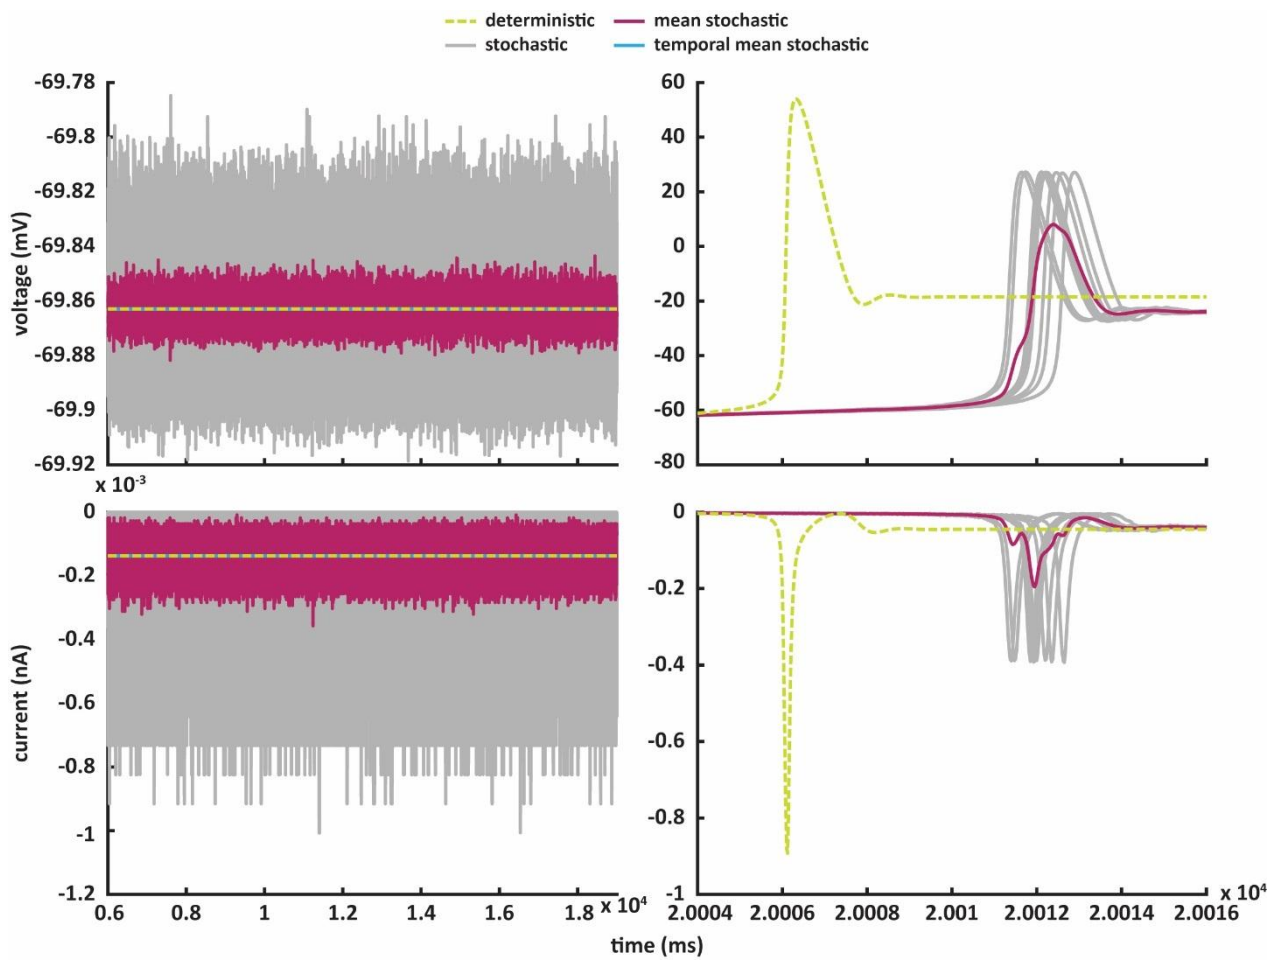 deterministic mean stochastic
stochastic temporal mean stochastic
-69.78 60
-69.8 40
-69.82 20
-69.84 0
-69.86 -20
-69.88 -40
-69.9 -60
-69.92 -80
voltage (mV)
x 10-3
0 0
-0.2 -0.2
-0.4 -0.4
-0.6 -0.6
-0.8 -0.8
-1
-1.2 -1
current (nA)
0.6 0.8 1 1.2 1.4 1.6 1.8 x 10^4 2.0004 2.0006 2.0008 2.001 2.0012 2.0014 2.0016 x 10^4
time (ms)